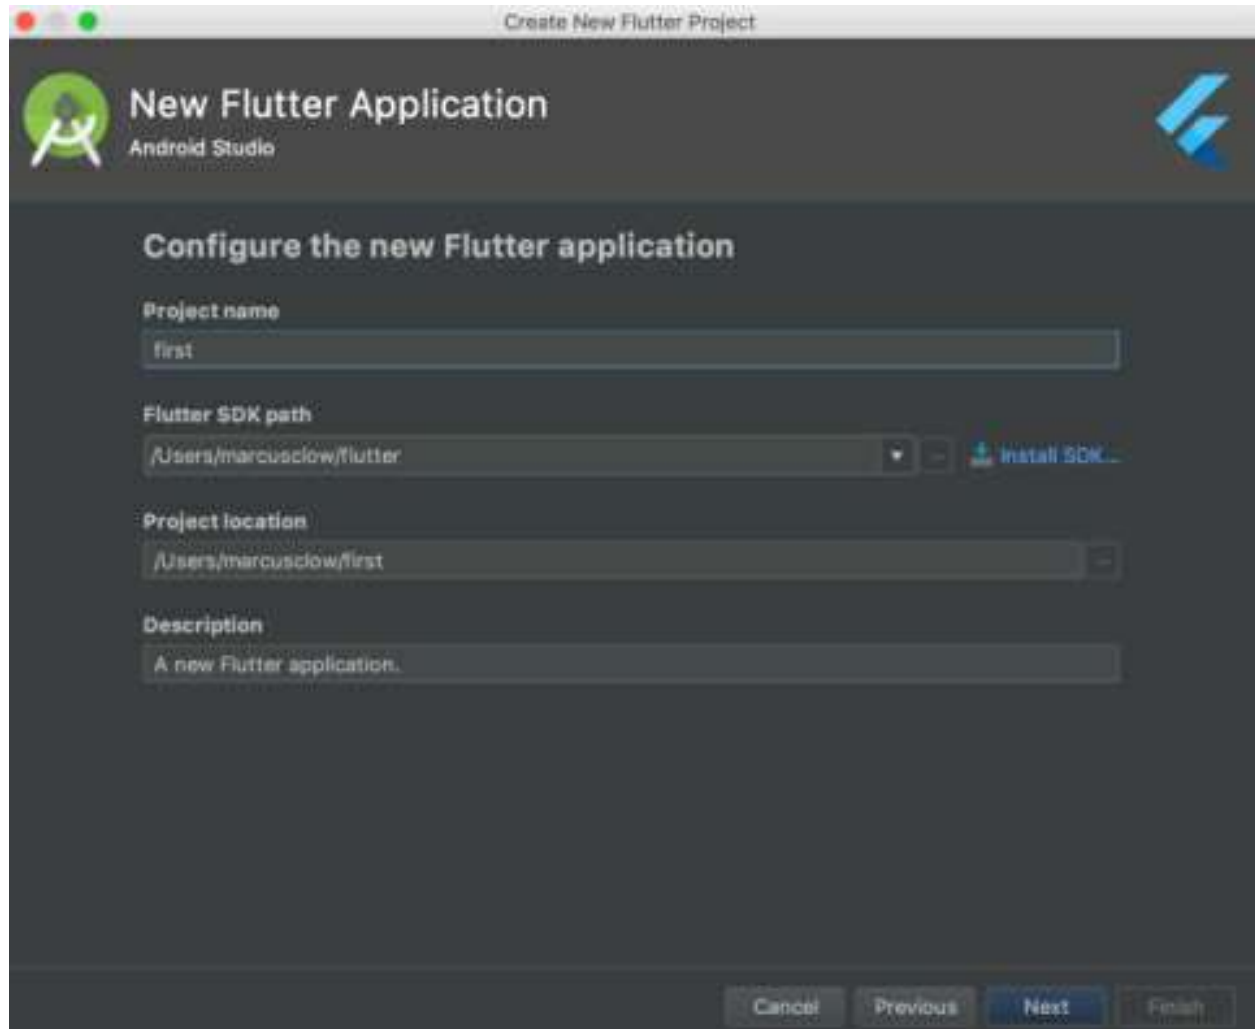 Create New Flutter Project
New Flutter Application
Android Studio
Configure the new Flutter application
Project name
first
Flutter SDK path
/Users/marcusclow/flutter
Install SDK...
Project location
/Users/marcusclow/first
Description
A new Flutter application.
Cancel Previous Next Finish